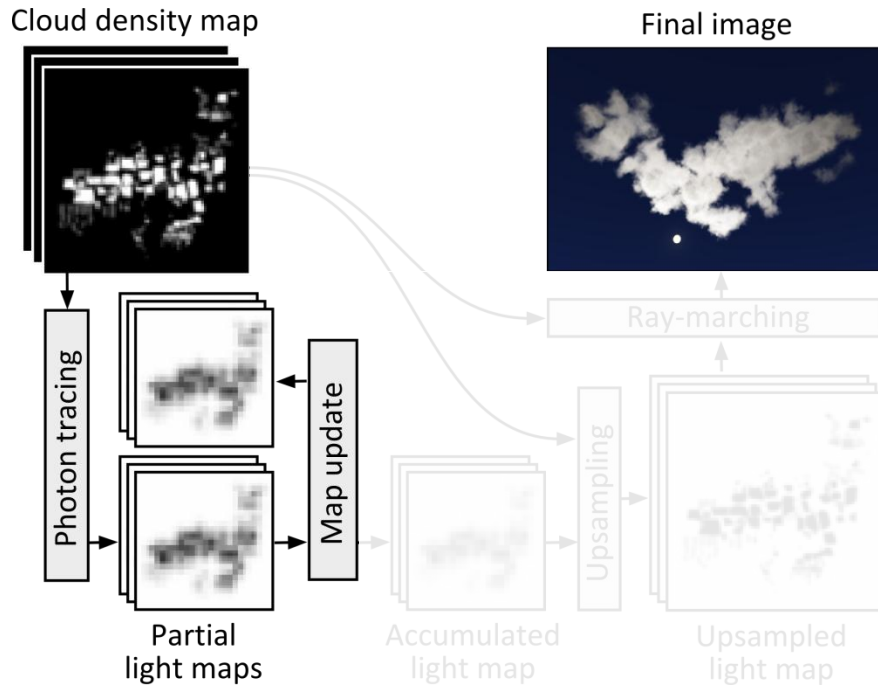 Cloud density map
Final image
Ray-marching
Photon tracing
Map update
Upsampling
Partial
light maps
Accumulated
light map
Upsampled
light map